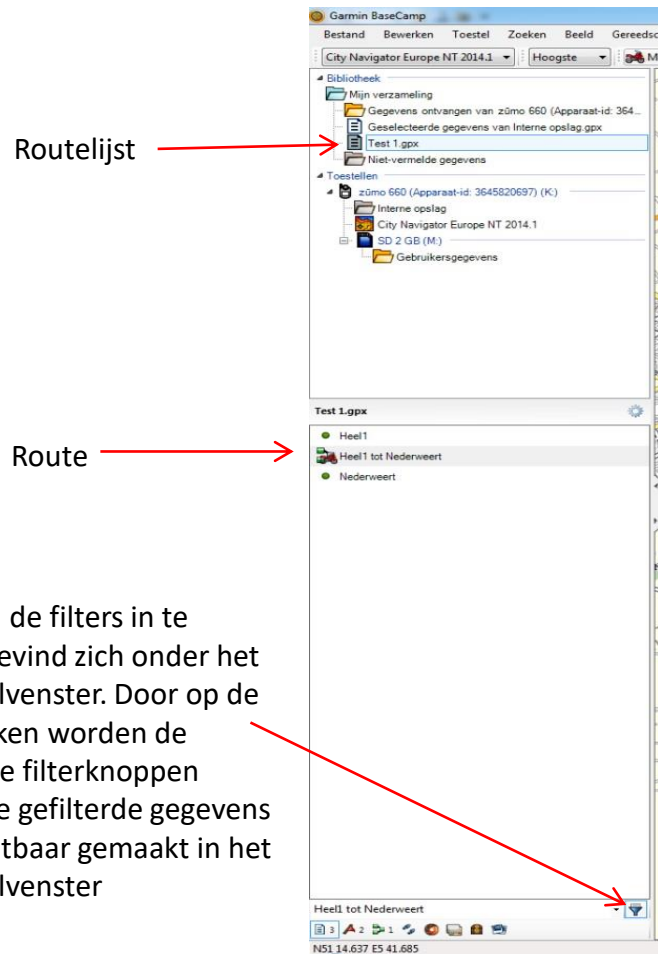 Garmin BaseCamp
Bestand Bewerken Toestel Zoeken Beeld Gereedsc
City Navigator Europe NT 2014.1 Hoogste M
Bibliotheek
Mijn verzameling
Gegevens ontvangen van zūmo 660 (Apparaat-id: 364...
Geselecteerde gegevens van Interne opslag.gpx
Routelijst
Test 1.gpx
Niet-vermelde gegevens
Toestellen
zūmo 660 (Apparaat-id: 3645820697) (K:)
Interne opslag
City Navigator Europe NT 2014.1
SD 2 GB (M:)
Gebruikersgegevens
Test 1.gpx
Heel1
Route
Heel1 tot Nederweert
Nederweert
de filters in te
evind zich onder het
lvenster. Door op de
ken worden de
e filterknoppen
e gefilterde gegevens
tbaar gemaakt in het
lvenster
Heel1 tot Nederweert
3 2 1
N51 14.637 E5 41.685